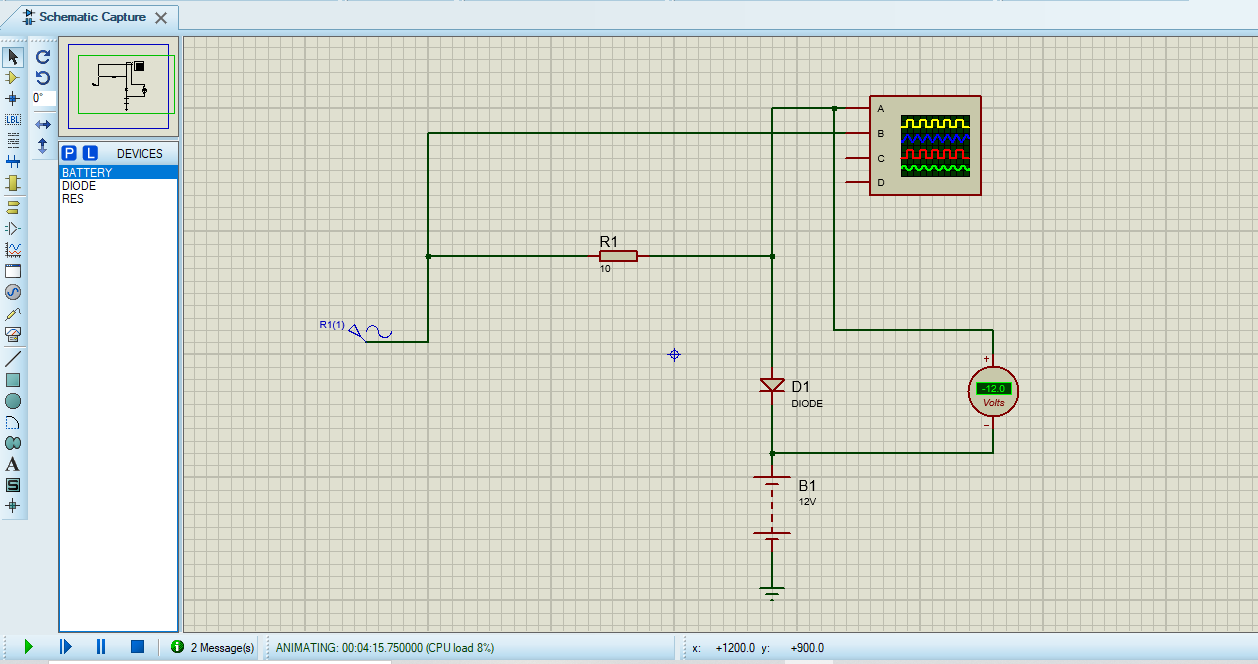 Schematic Capture
0°
LBL
P L DEVICES
BATTERY
DIODE
RES
A
S
R1(1)
R1
10
A
B
C
D
D1
DIODE
+
-12.0
Volts
−
B1
12V
2 Message(s)
ANIMATING: 00:04:15.750000 (CPU load 8%)
x: +1200.0 y: +900.0